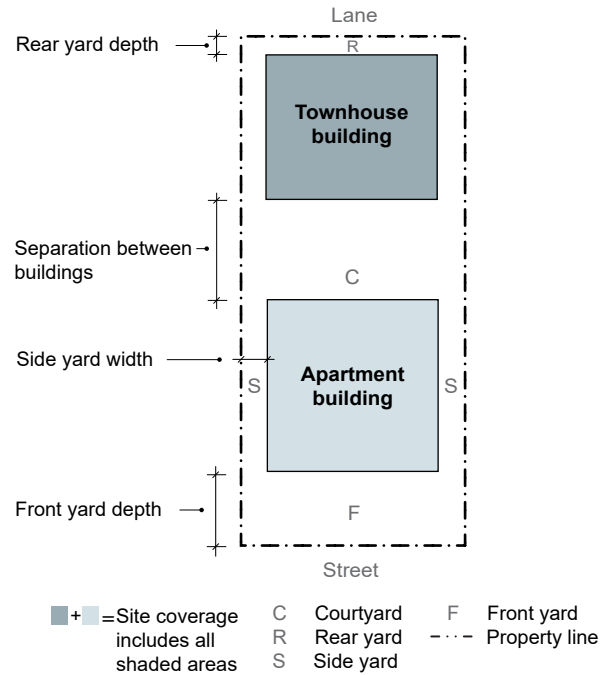 Lane
Rear yard depth
R
Townhouse
building
Separation between
buildings
C
Side yard width
Apartment
building
S
S
Front yard depth
F
Street
+ = Site coverage
includes all
shaded areas
C Courtyard
R Rear yard
S Side yard
F Front yard
Property line